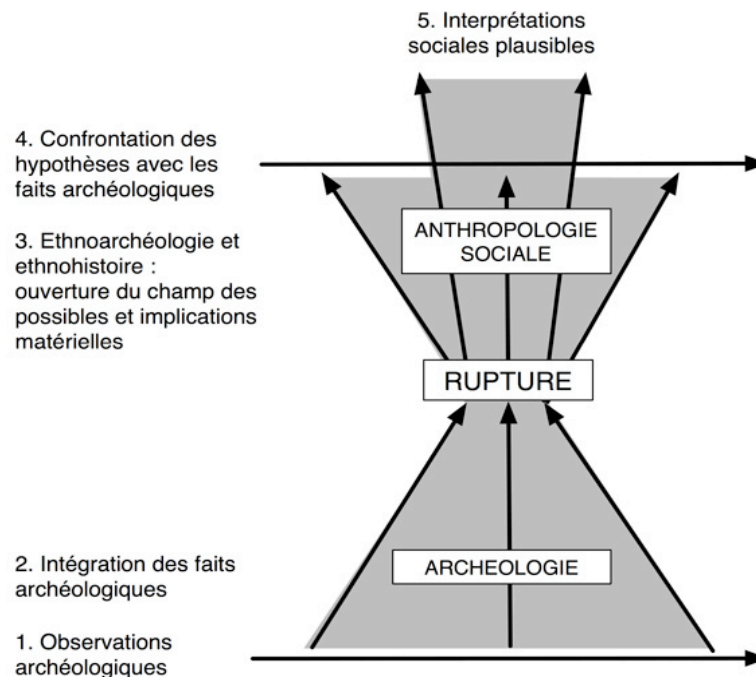 5. Interprétations
sociales plausibles
4. Confrontation des
hypothèses avec les
faits archéologiques
ANTHROPOLOGIE
SOCIALE
3. Ethnoarchéologie et
ethnohistoire :
ouverture du champ des
possibles et implications
matérielles
RUPTURE
2. Intégration des faits
archéologiques
ARCHEOLOGIE
1. Observations
archéologiques